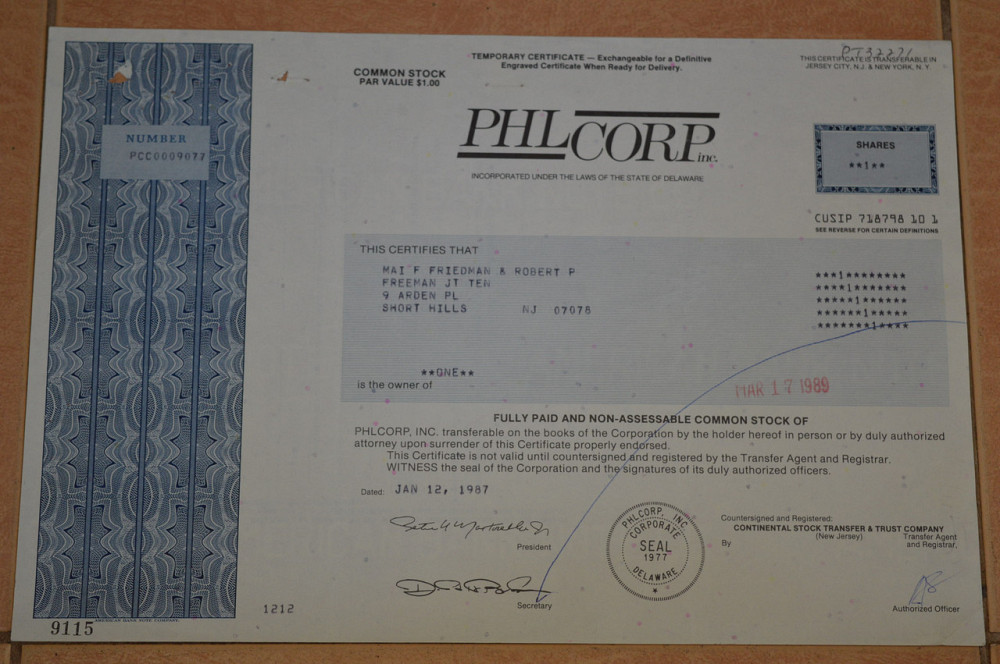 PT32271
TEMPORARY CERTIFICATE — Exchangeable for a Definitive
Engraved Certificate When Ready for Delivery.
THIS CERTIFICATE IS TRANSFERABLE IN
JERSEY CITY, N.J. & NEW YORK, N.Y.
COMMON STOCK
PAR VALUE $1.00
NUMBER
PCC0009077
PHLCORP inc.
INCORPORATED UNDER THE LAWS OF THE STATE OF DELAWARE
SHARES
**1**
CUSIP 718798 10 1
SEE REVERSE FOR CERTAIN DEFINITIONS
THIS CERTIFIES THAT
MAI F FRIEDMAN & ROBERT P
FREEMAN JT TEN
9 ARDEN PL
SHORT HILLS NJ 07078
***1********
****1*******
*****1******
******1*****
*******1****
**ONE**
is the owner of
MAR 17 1989
FULLY PAID AND NON-ASSESSABLE COMMON STOCK OF
PHLCORP, INC. transferable on the books of the Corporation by the holder hereof in person or by duly authorized
attorney upon surrender of this Certificate properly endorsed.
This Certificate is not valid until countersigned and registered by the Transfer Agent and Registrar.
WITNESS the seal of the Corporation and the signatures of its duly authorized officers.
Dated: JAN 12, 1987
President
Secretary
PHLCORP, INC.
CORPORATE
SEAL
1977
DELAWARE
Countersigned and Registered:
CONTINENTAL STOCK TRANSFER & TRUST COMPANY
(New Jersey) Transfer Agent
By and Registrar,
Authorized Officer
1212
9115 AMERICAN BANK NOTE COMPANY